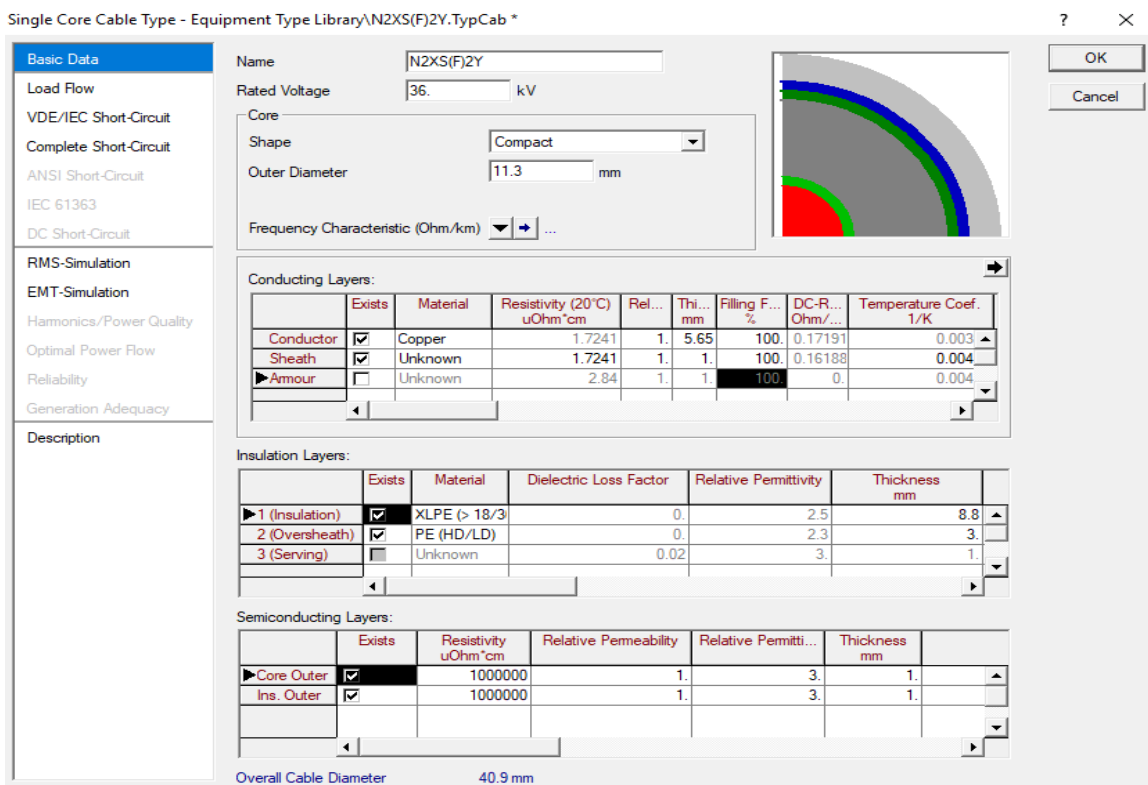 Single Core Cable Type - Equipment Type Library\N2XS(F)2Y.TypCab * ? ×
Basic Data
Load Flow
VDE/IEC Short-Circuit
Complete Short-Circuit
ANSI Short-Circuit
IEC 61363
DC Short-Circuit
RMS-Simulation
EMT-Simulation
Harmonics/Power Quality
Optimal Power Flow
Reliability
Generation Adequacy
Description
Name N2XS(F)2Y
Rated Voltage 36. kV
Core
Shape Compact
Outer Diameter 11.3 mm
Frequency Characteristic (Ohm/km) ...
OK
Cancel
Conducting Layers:
Exists Material Resistivity (20°C) Rel... Thi... Filling F... DC-R... Temperature Coef.
uOhm*cm mm % Ohm/... 1/K
Conductor Copper 1.7241 1. 5.65 100. 0.17191 0.003
Sheath Unknown 1.7241 1. 1. 100. 0.16188 0.004
Armour Unknown 2.84 1. 1. 100. 0. 0.004
Insulation Layers:
Exists Material Dielectric Loss Factor Relative Permittivity Thickness
mm
1 (Insulation) XLPE (> 18/3 0. 2.5 8.8
2 (Oversheath) PE (HD/LD) 0. 2.3 3.
3 (Serving) Unknown 0.02 3. 1.
Semiconducting Layers:
Exists Resistivity Relative Permeability Relative Permitti... Thickness
uOhm*cm mm
Core Outer 1000000 1. 3. 1.
Ins. Outer 1000000 1. 3. 1.
Overall Cable Diameter 40.9 mm